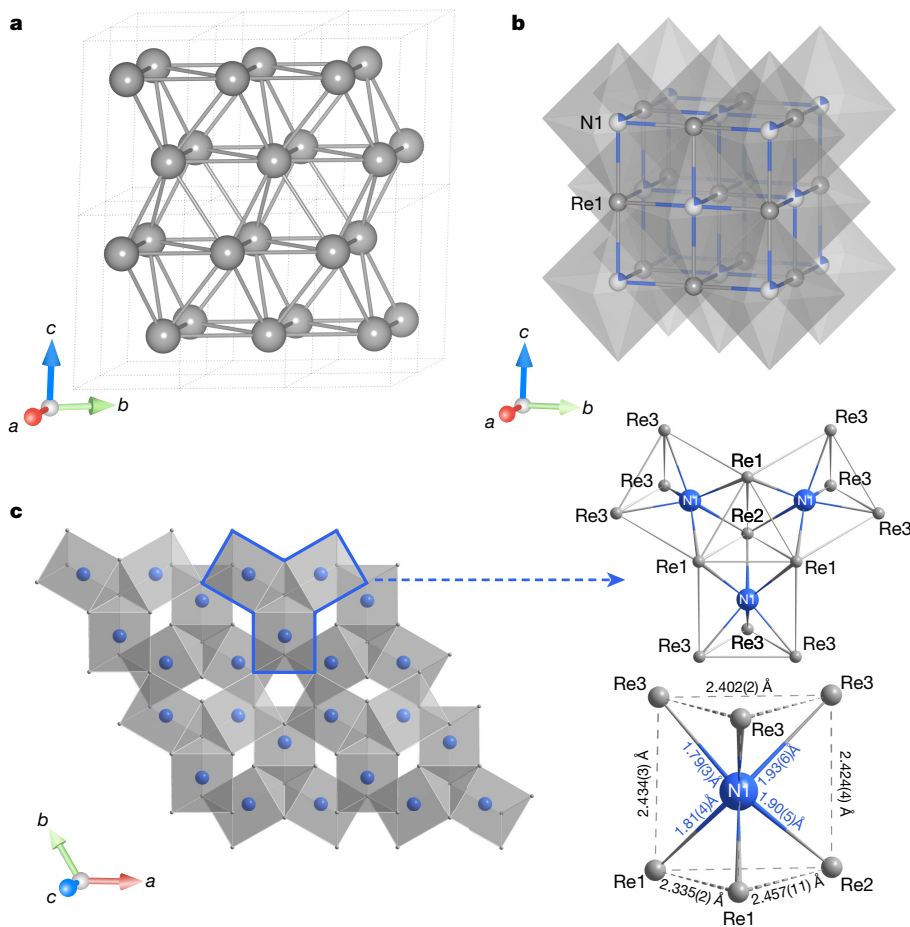 a
b
N1
Re1
c
a
b
c
a
b
c
b
a
c
Re3
Re3
Re1
Re3
Re3
N1
N1
Re2
Re3
Re3
Re1
Re1
N1
Re3
Re3
Re3
Re3
2.402(2) Å
Re3
Re3
1.79(3)Å
1.93(6)Å
N1
2.434(3) Å
2.424(4) Å
1.81(4)Å
1.90(5)Å
Re1
Re2
2.335(2) Å
2.457(11) Å
Re1